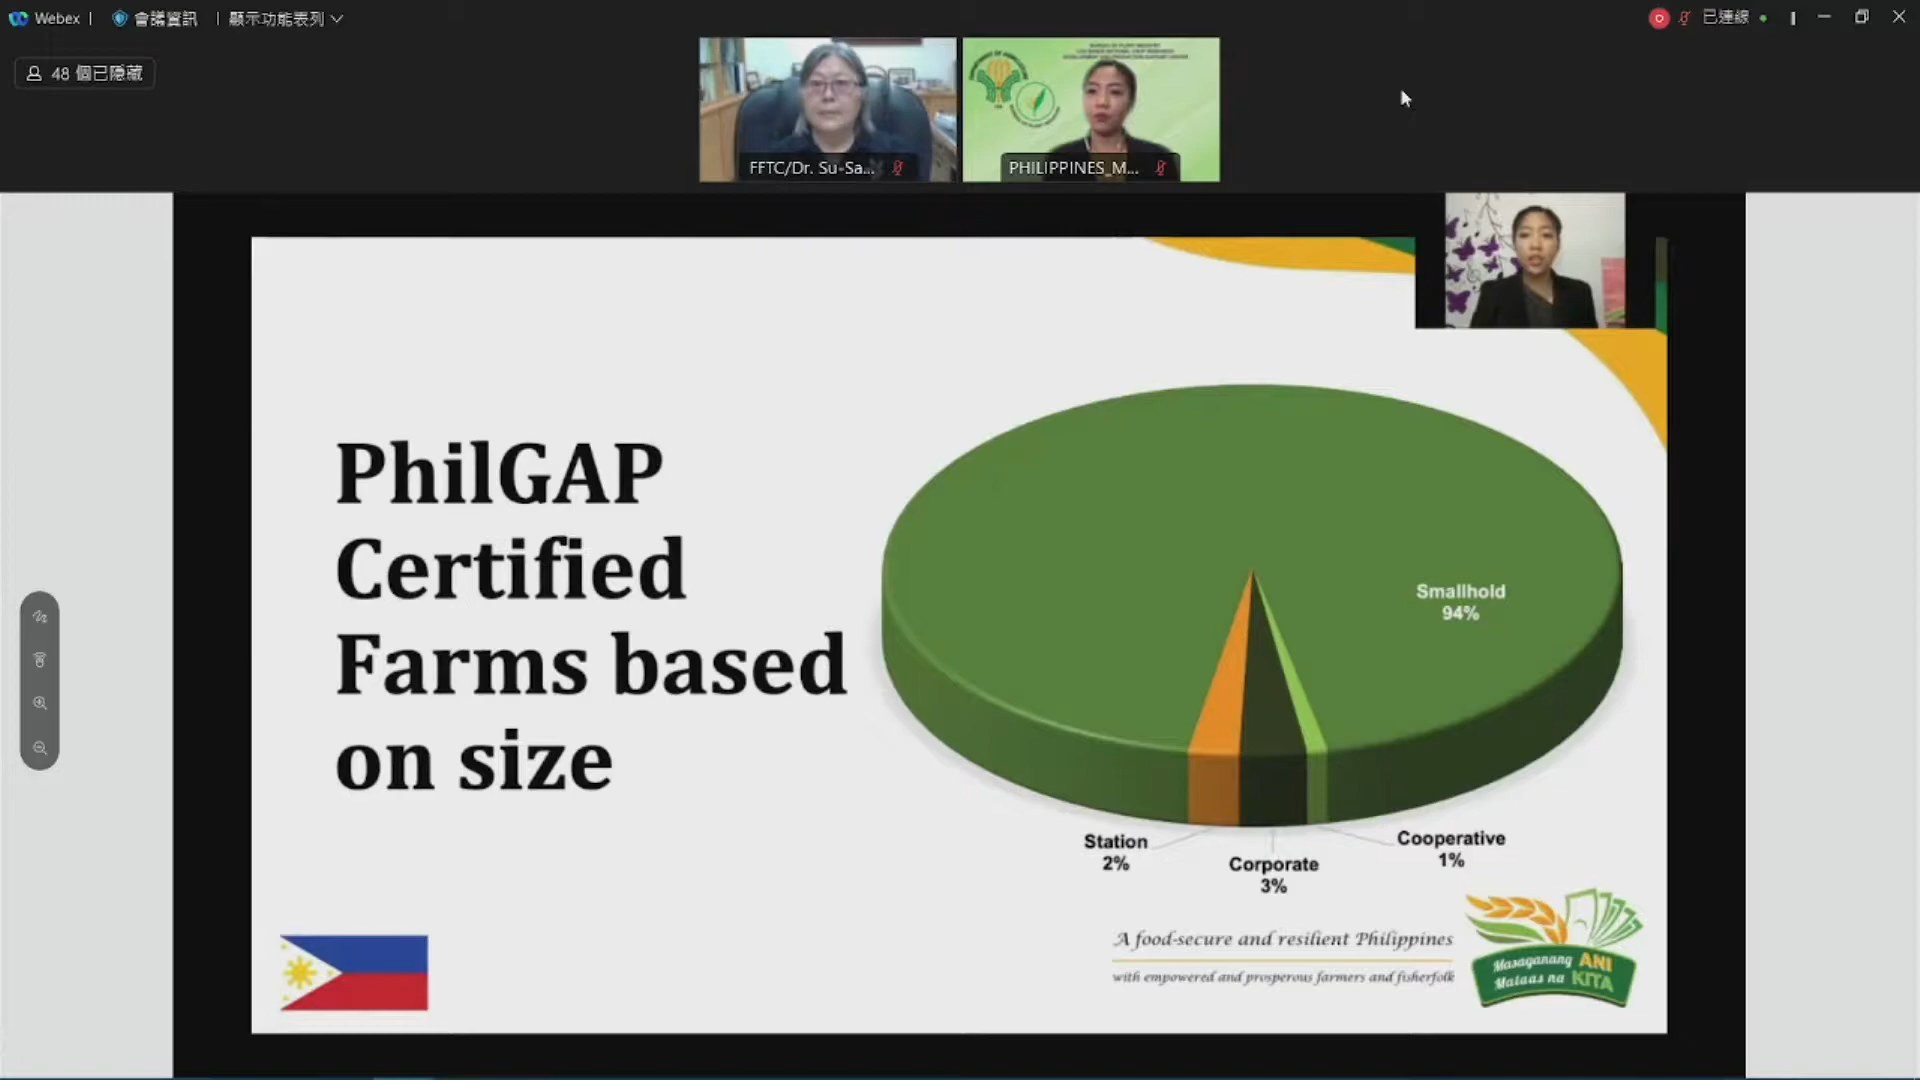 Webex
會議資訊
顯示功能表列
已連線
48 個已隱藏
FFTC/Dr. Su-Sa...
PHILIPPINES_M...
PhilGAP
Certified
Farms based
on size
Smallhold
94%
Station
2%
Corporate
3%
Cooperative
1%
A food-secure and resilient Philippines
with empowered and prosperous farmers and fisherfolk
Masaganang ANI
Mataas na KITA